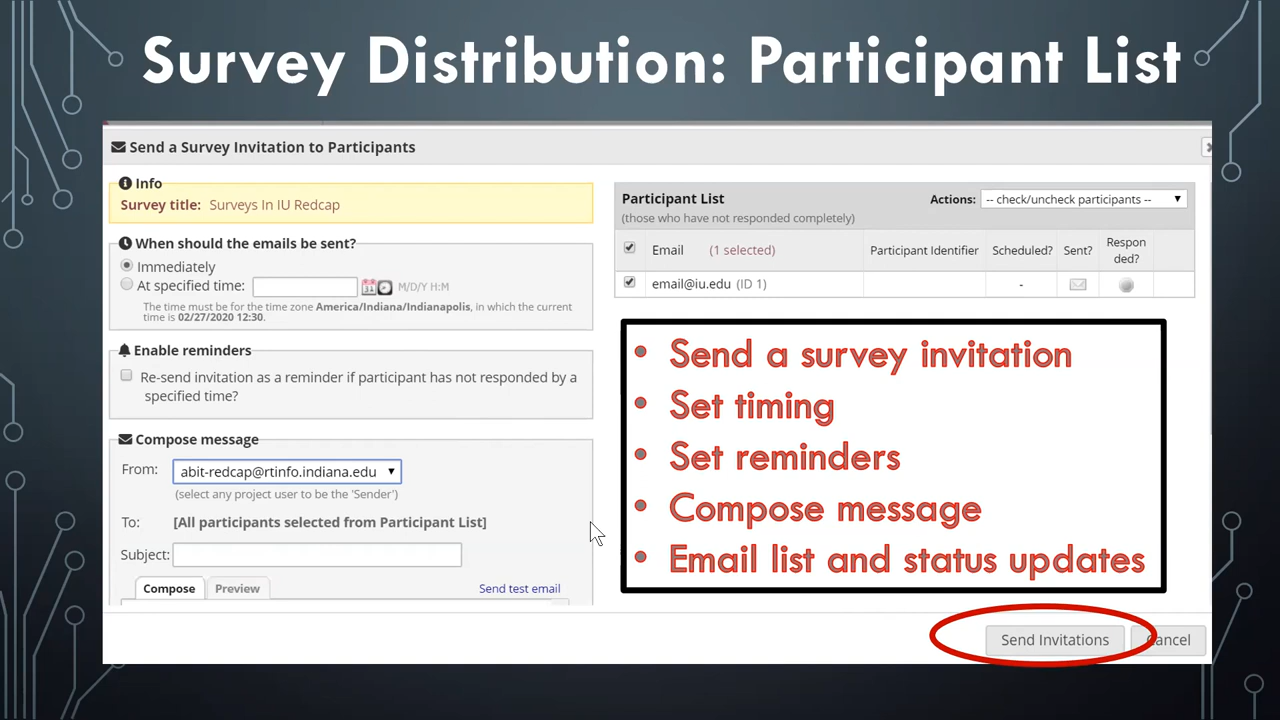 Survey Distribution: Participant List
Send a Survey Invitation to Participants
Info
Survey title: Surveys In IU Redcap
When should the emails be sent?
Immediately
At specified time:
31
M/D/Y H:M
The time must be for the time zone America/Indiana/Indianapolis, in which the current
time is 02/27/2020 12:30.
Enable reminders
Re-send invitation as a reminder if participant has not responded by a
specified time?
Compose message
From: abit-redcap@rtinfo.indiana.edu
(select any project user to be the 'Sender')
To: [All participants selected from Participant List]
Subject:
Compose Preview Send test email
Participant List
(those who have not responded completely)
Actions: -- check/uncheck participants --
Email (1 selected) Participant Identifier Scheduled? Sent? Respon
ded?
email@iu.edu (ID 1) -
• Send a survey invitation
• Set timing
• Set reminders
• Compose message
• Email list and status updates
Send Invitations Cancel